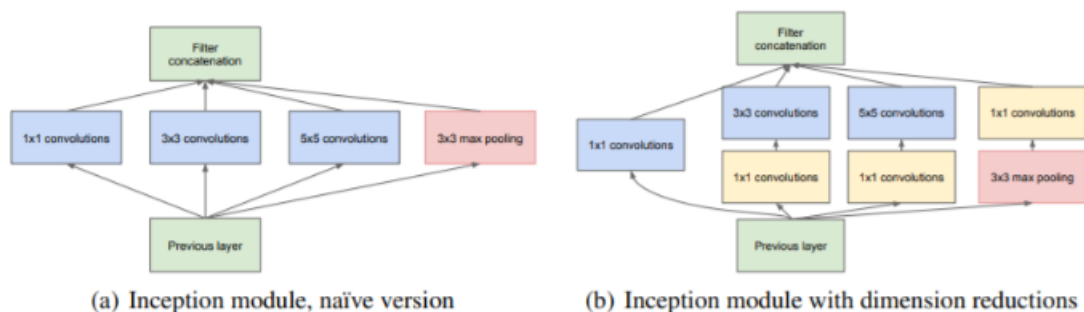 Filter
concatenation
1x1 convolutions
3x3 convolutions
5x5 convolutions
3x3 max pooling
Previous layer
(a) Inception module, naïve version
Filter
concatenation
3x3 convolutions
5x5 convolutions
1x1 convolutions
1x1 convolutions
1x1 convolutions
1x1 convolutions
3x3 max pooling
Previous layer
(b) Inception module with dimension reductions